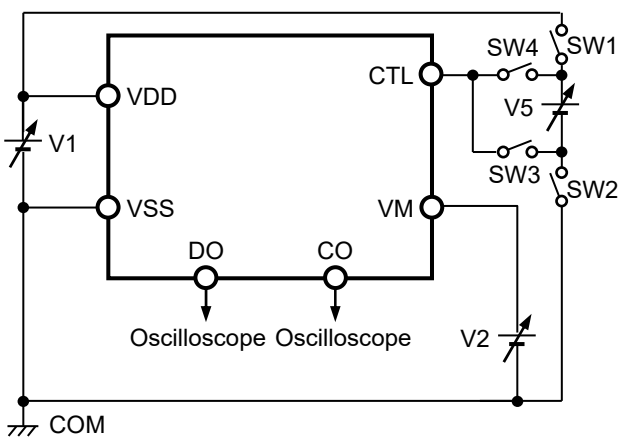 SW1
SW4
CTL
VDD
V5
V1
SW3
SW2
VSS
VM
DO
CO
Oscilloscope
Oscilloscope
V2
COM